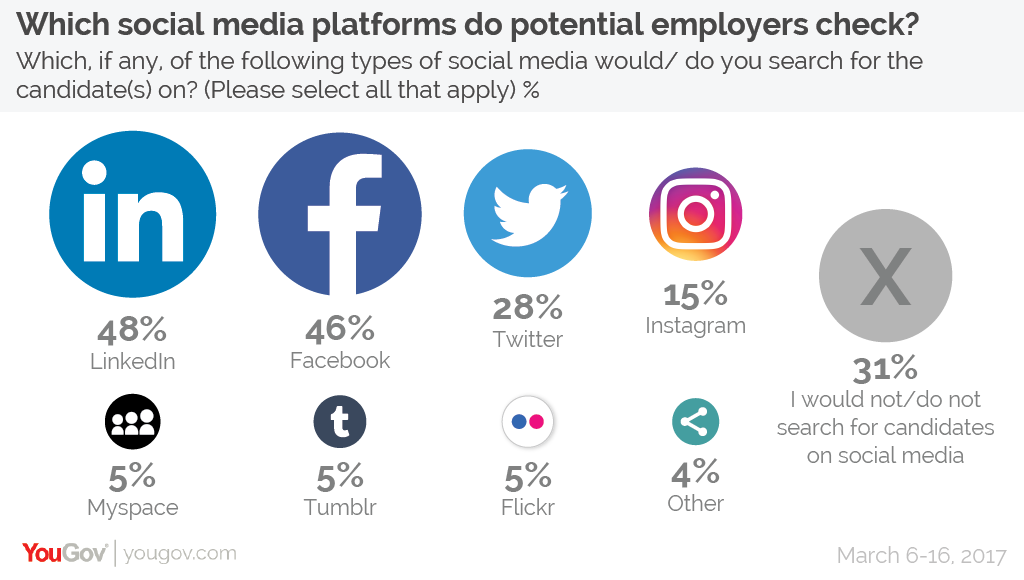 Which social media platforms do potential employers check?
Which, if any, of the following types of social media would/ do you search for the
candidate(s) on? (Please select all that apply) %
in
48%
LinkedIn
f
46%
Facebook
28%
Twitter
15%
Instagram
X
31%
I would not/do not
search for candidates
on social media
5%
Myspace
t
5%
Tumblr
5%
Flickr
4%
Other
YouGov® | yougov.com
March 6-16, 2017